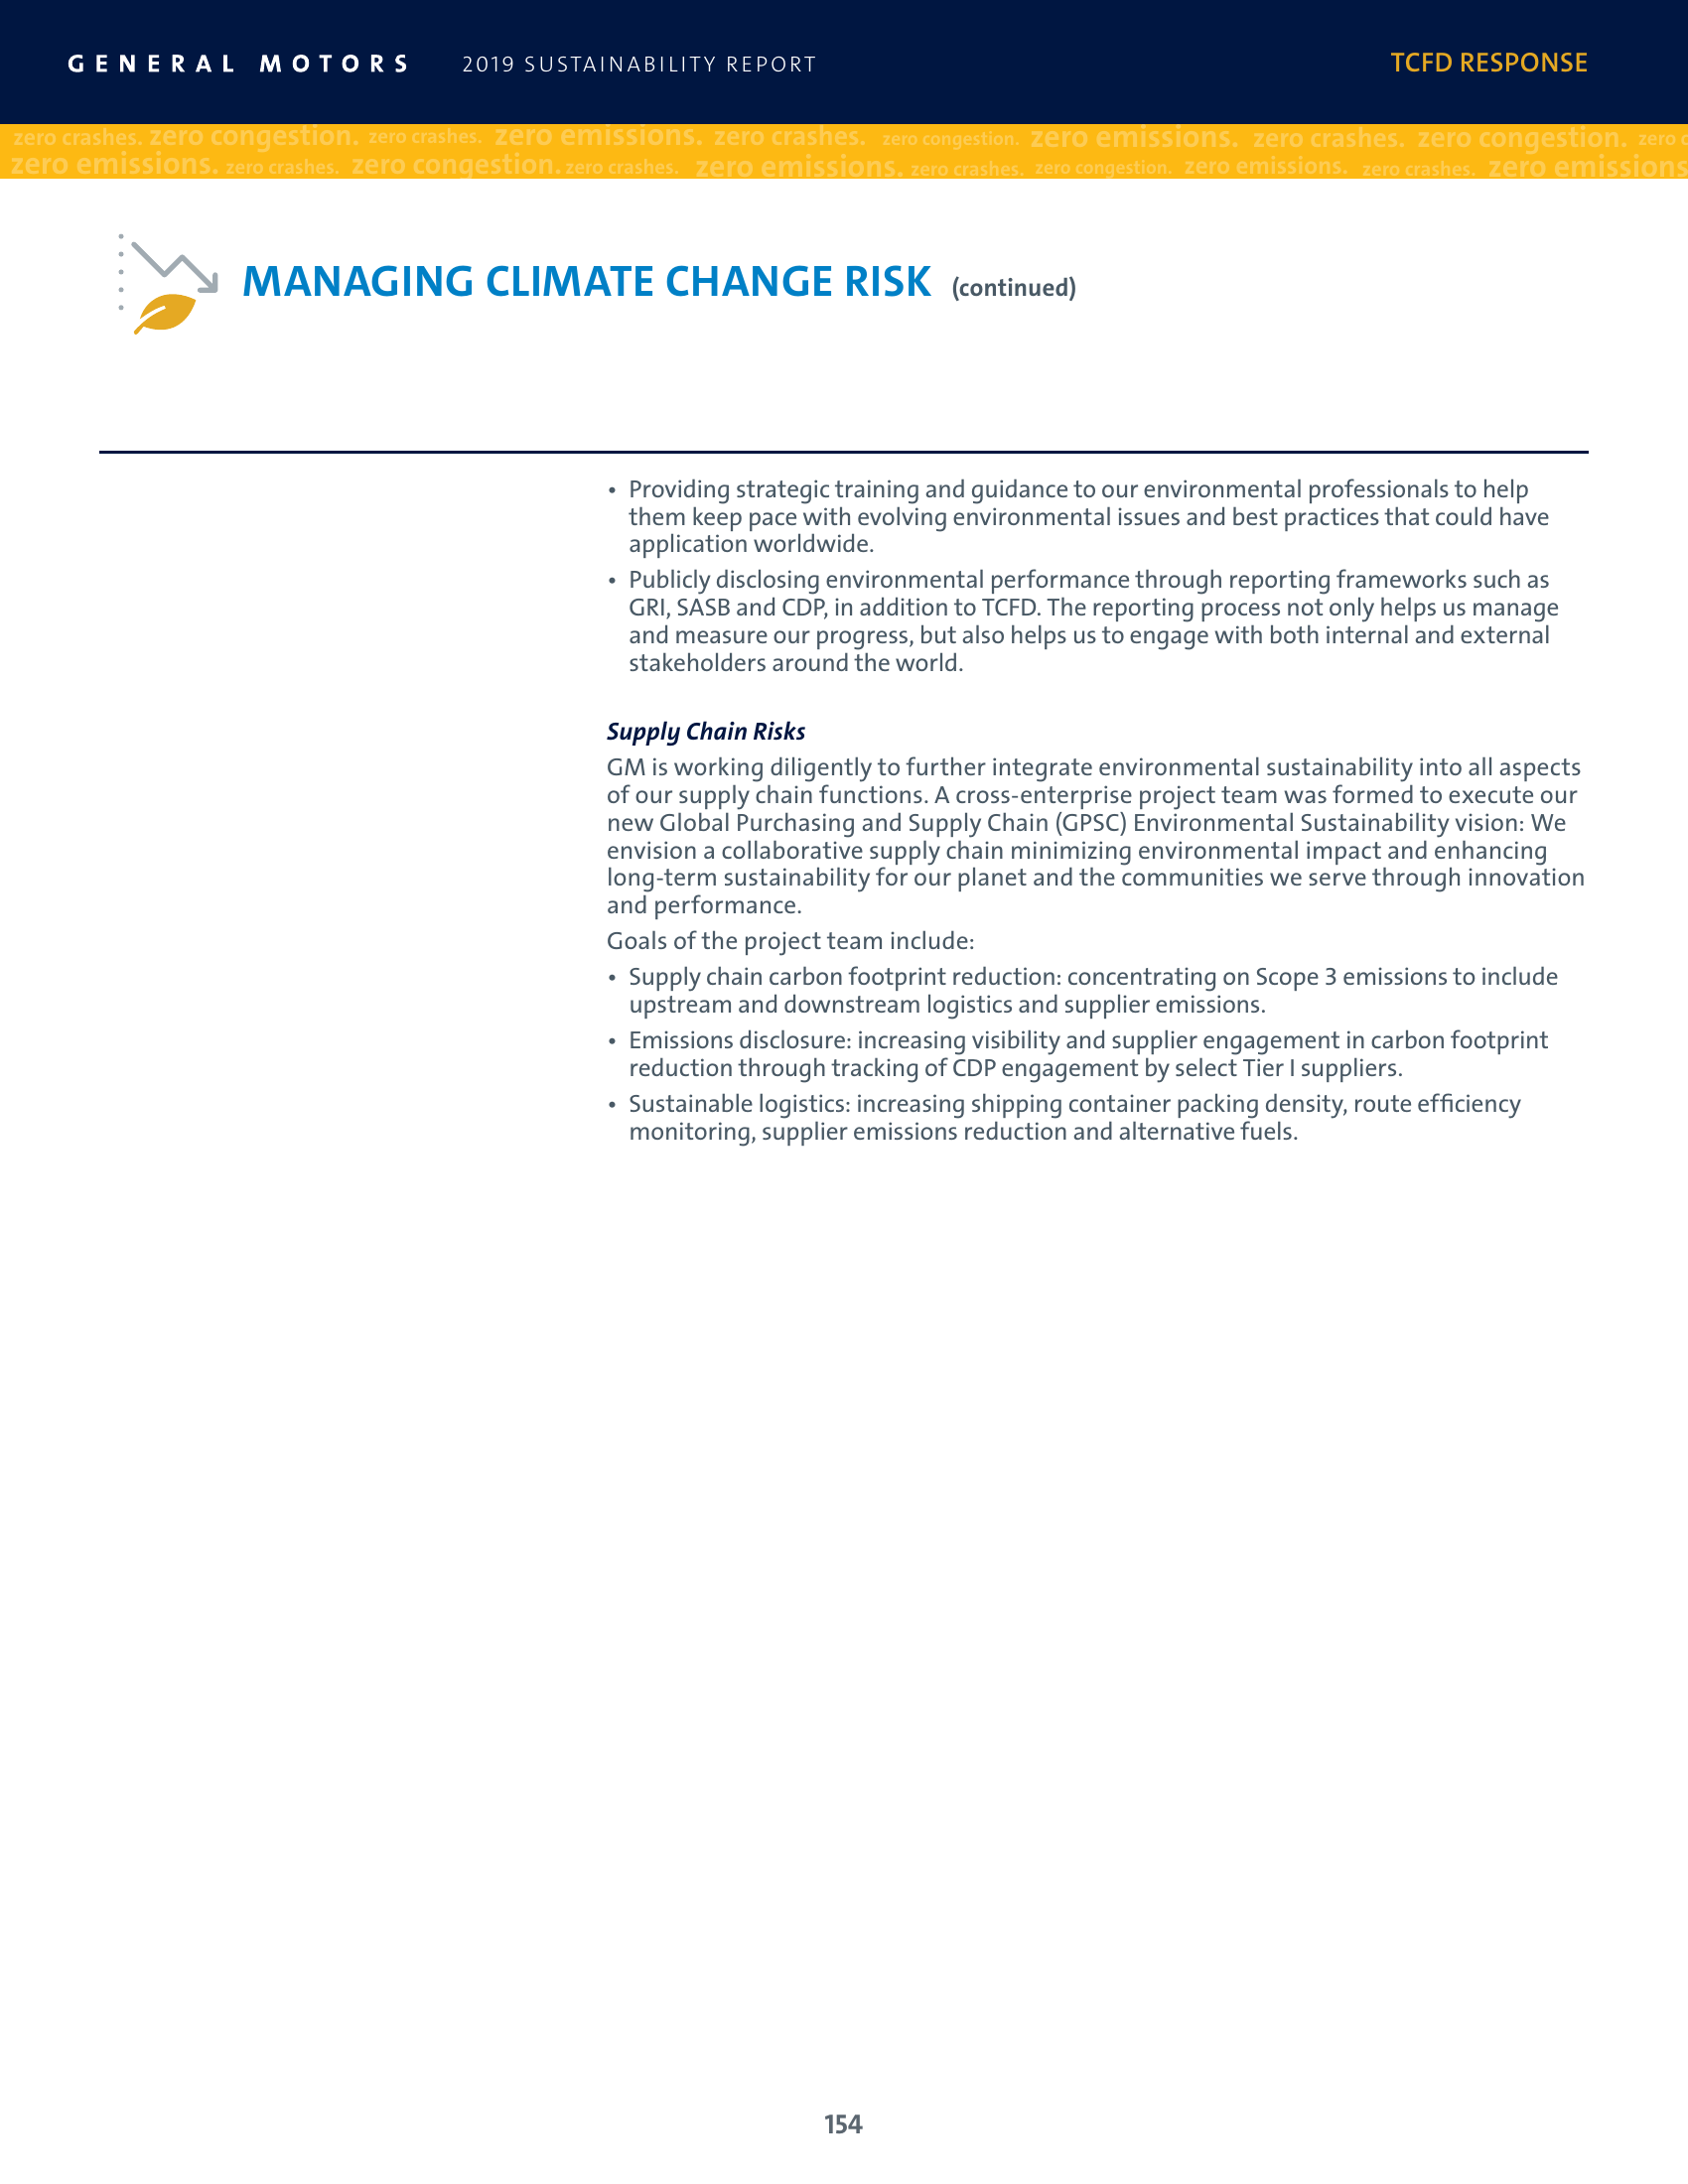 GENERAL MOTORS 2019 SUSTAINABILITY REPORT TCFD RESPONSE
zero crashes. zero congestion. zero crashes. zero emissions. zero crashes. zero congestion. zero emissions. zero crashes. zero congestion. zero c
zero emissions. zero crashes. zero congestion. zero crashes. zero emissions. zero crashes. zero congestion. zero emissions. zero crashes. zero emissions
MANAGING CLIMATE CHANGE RISK (continued)
• Providing strategic training and guidance to our environmental professionals to help
them keep pace with evolving environmental issues and best practices that could have
application worldwide.
• Publicly disclosing environmental performance through reporting frameworks such as
GRI, SASB and CDP, in addition to TCFD. The reporting process not only helps us manage
and measure our progress, but also helps us to engage with both internal and external
stakeholders around the world.
Supply Chain Risks
GM is working diligently to further integrate environmental sustainability into all aspects
of our supply chain functions. A cross-enterprise project team was formed to execute our
new Global Purchasing and Supply Chain (GPSC) Environmental Sustainability vision: We
envision a collaborative supply chain minimizing environmental impact and enhancing
long-term sustainability for our planet and the communities we serve through innovation
and performance.
Goals of the project team include:
• Supply chain carbon footprint reduction: concentrating on Scope 3 emissions to include
upstream and downstream logistics and supplier emissions.
• Emissions disclosure: increasing visibility and supplier engagement in carbon footprint
reduction through tracking of CDP engagement by select Tier I suppliers.
• Sustainable logistics: increasing shipping container packing density, route efficiency
monitoring, supplier emissions reduction and alternative fuels.
154